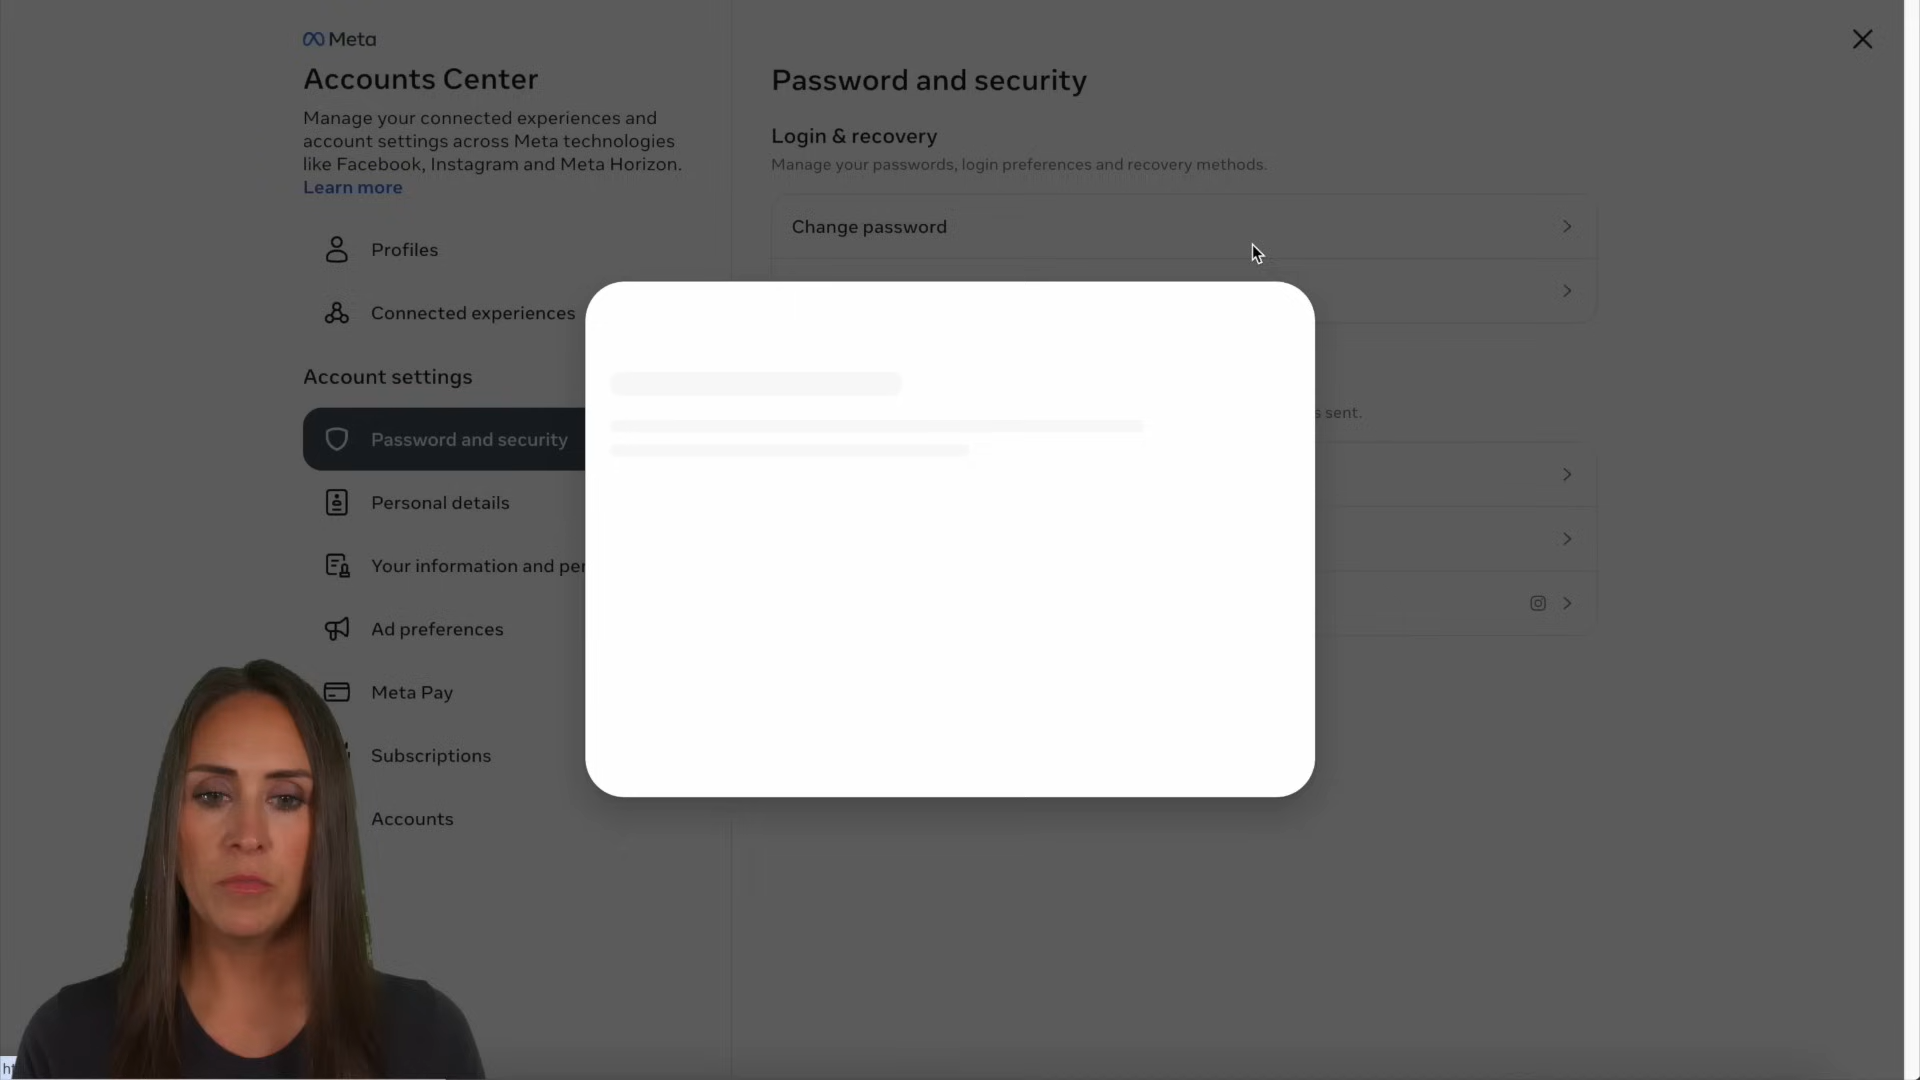 Meta
Accounts Center
Manage your connected experiences and
account settings across Meta technologies
like Facebook, Instagram and Meta Horizon.
Learn more
Profiles
Connected experiences
Account settings
Password and security
Personal details
Your information and per
Ad preferences
Meta Pay
Subscriptions
Accounts
Password and security
Login & recovery
Manage your passwords, login preferences and recovery methods.
Change password
s sent.